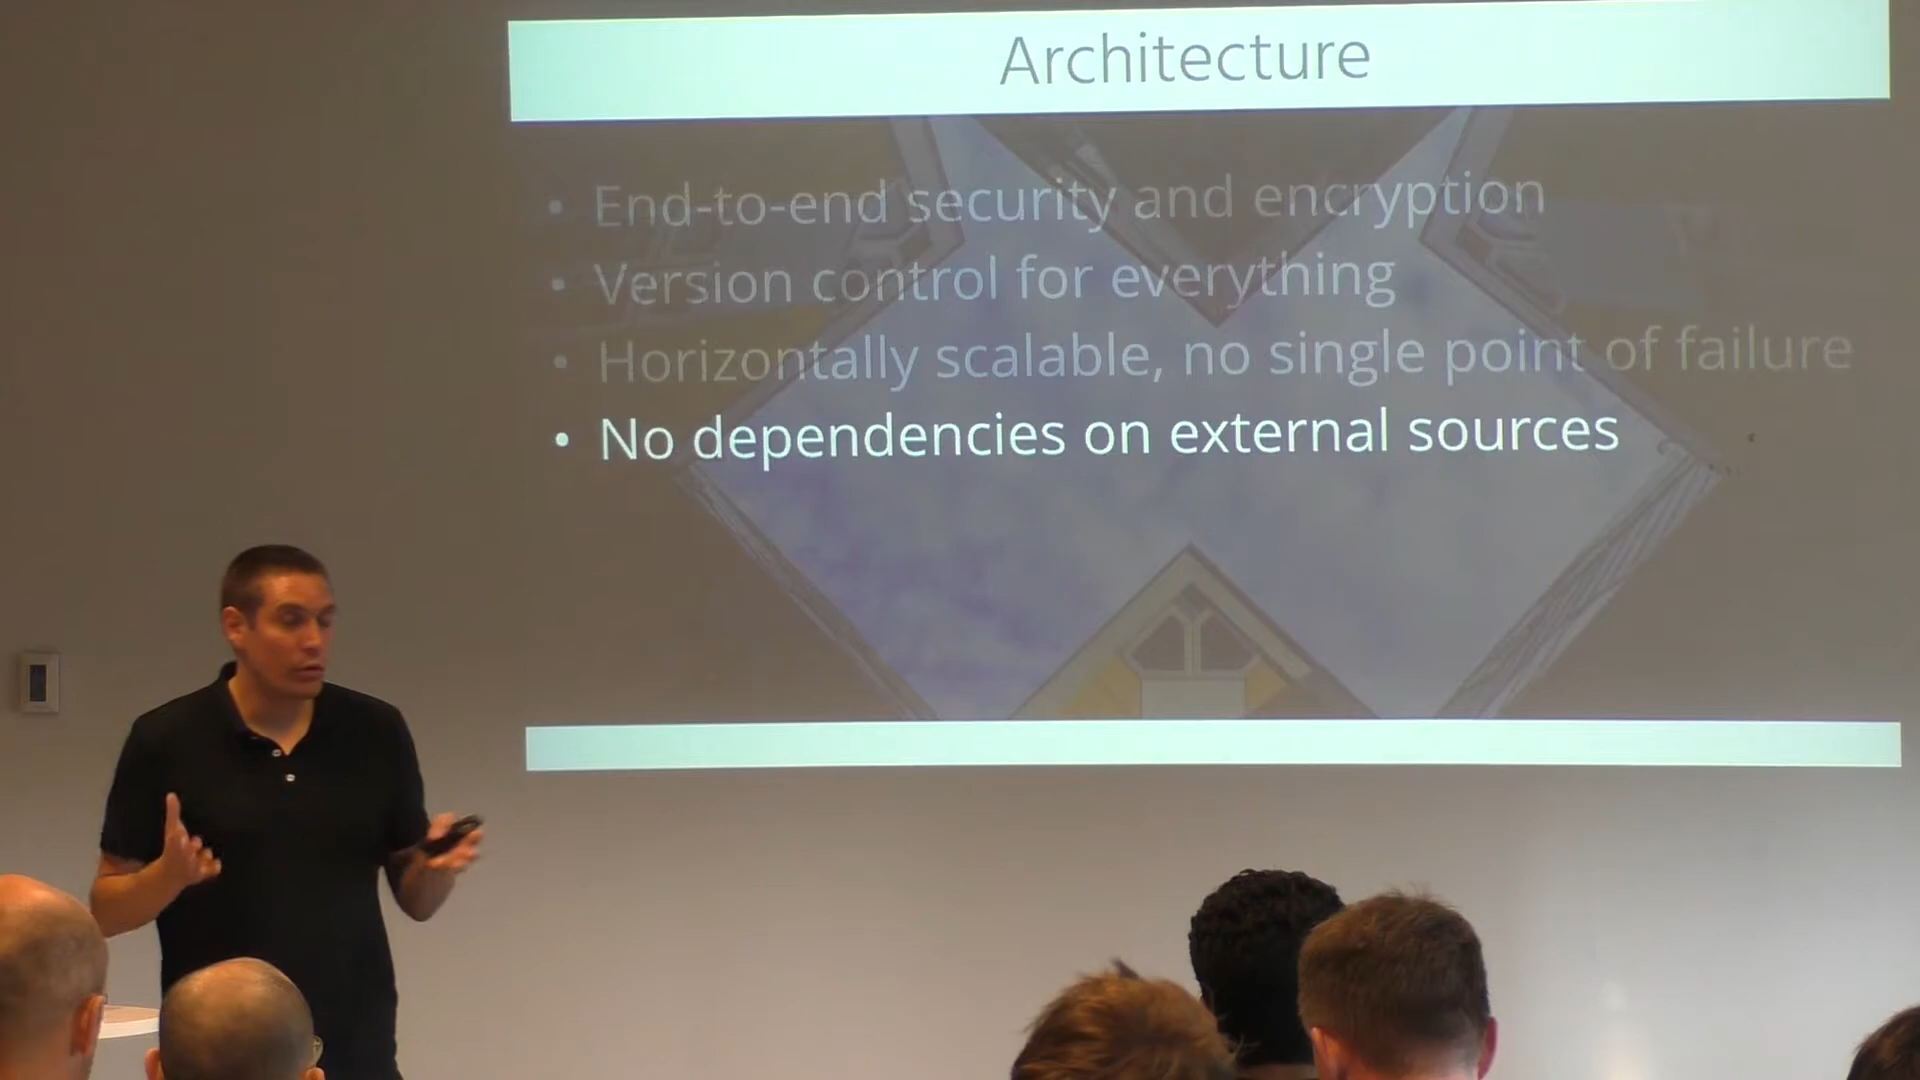 Architecture
• End-to-end security and encryption
• Version control for everything
• Horizontally scalable, no single point of failure
• No dependencies on external sources